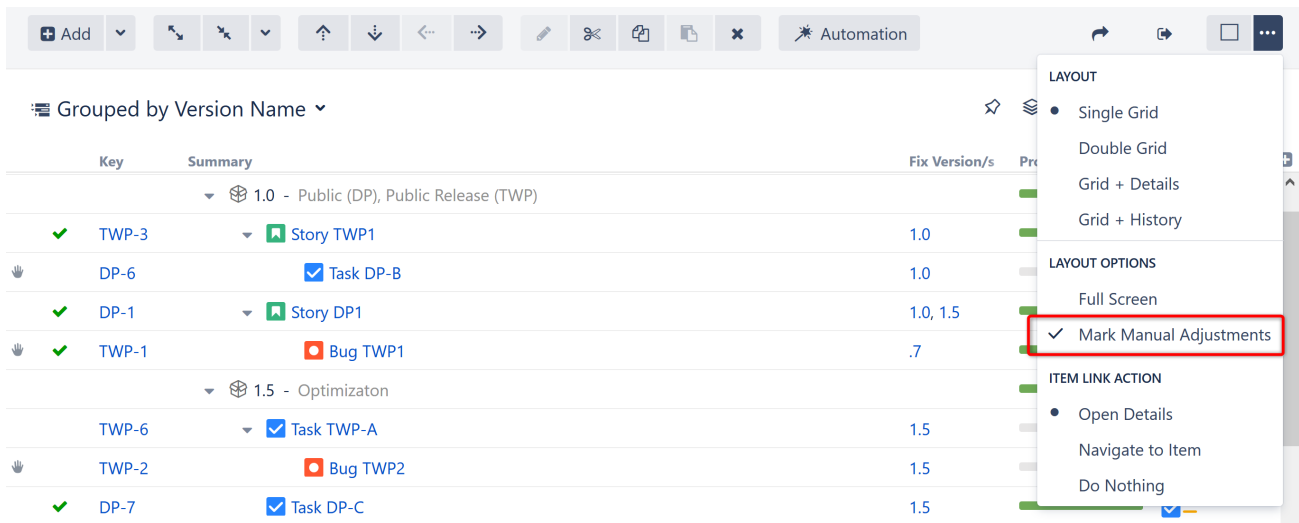 Add
Automation
LAYOUT
Single Grid
Double Grid
Grid + Details
Grid + History
LAYOUT OPTIONS
Full Screen
Mark Manual Adjustments
ITEM LINK ACTION
Open Details
Navigate to Item
Do Nothing
Grouped by Version Name
Key Summary Fix Version/s
1.0 - Public (DP), Public Release (TWP)
TWP-3 Story TWP1 1.0
DP-6 Task DP-B 1.0
DP-1 Story DP1 1.0, 1.5
TWP-1 Bug TWP1 .7
1.5 - Optimizaton
TWP-6 Task TWP-A 1.5
TWP-2 Bug TWP2 1.5
DP-7 Task DP-C 1.5